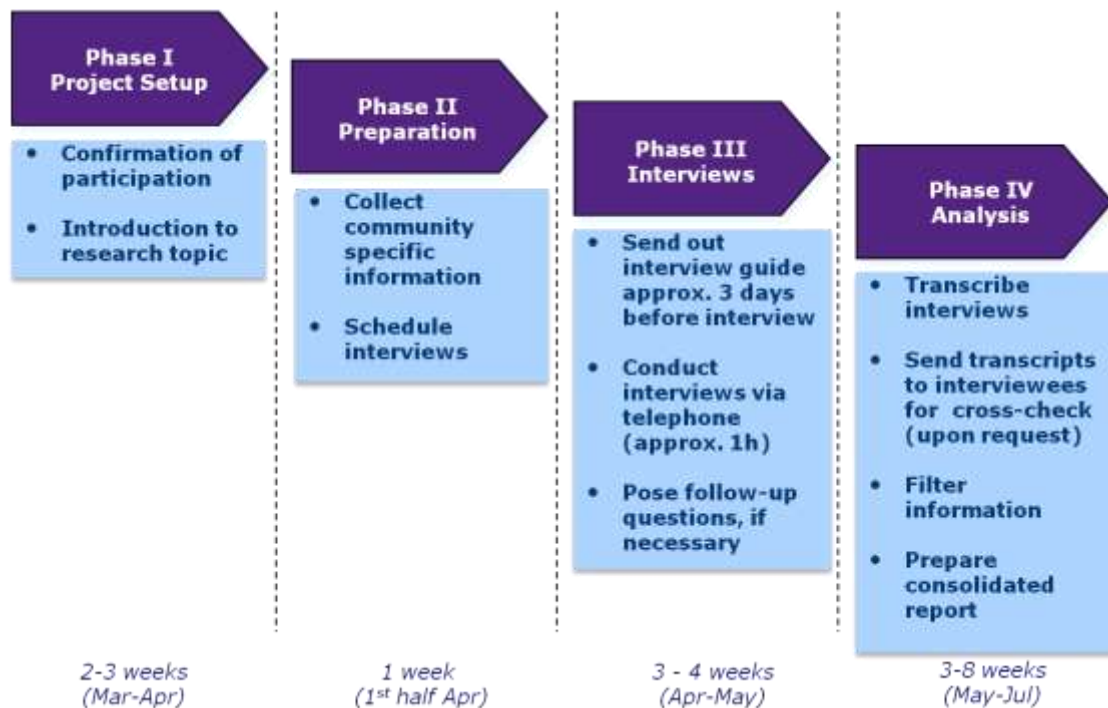 Phase I
Project Setup
• Confirmation of
participation
• Introduction to
research topic
2-3 weeks
(Mar-Apr)
Phase II
Preparation
• Collect
community
specific
information
• Schedule
interviews
1 week
(1st half Apr)
Phase III
Interviews
• Send out
interview guide
approx. 3 days
before interview
• Conduct
interviews via
telephone
(approx. 1h)
• Pose follow-up
questions, if
necessary
3 - 4 weeks
(Apr-May)
Phase IV
Analysis
• Transcribe
interviews
• Send transcripts
to interviewees
for cross-check
(upon request)
• Filter
information
• Prepare
consolidated
report
3-8 weeks
(May-Jul)